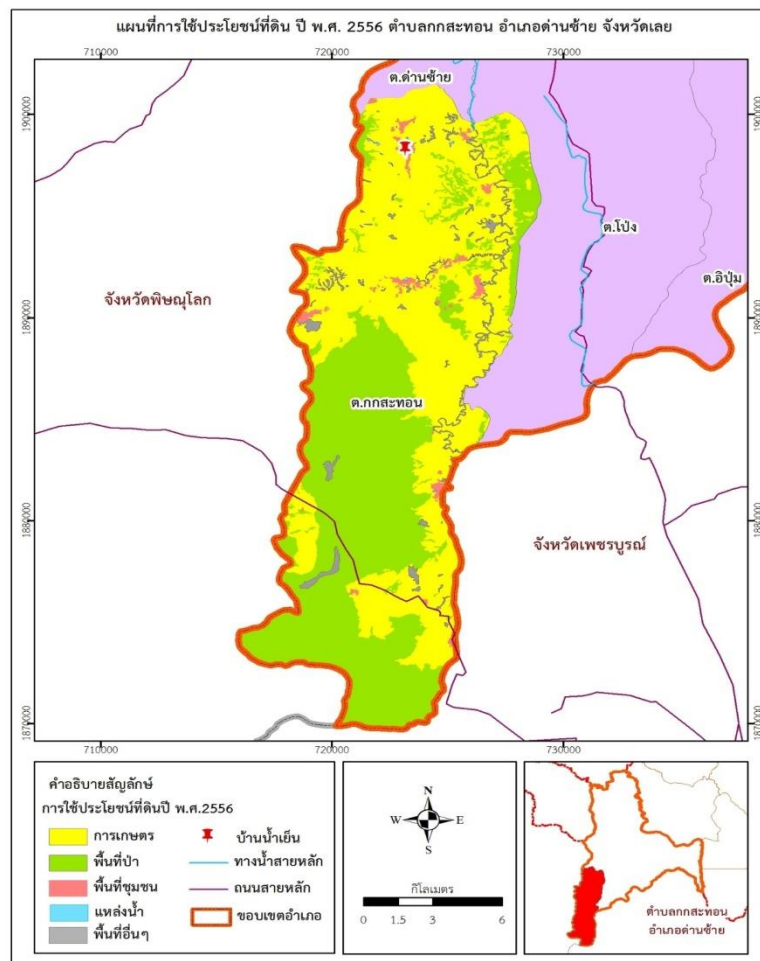 แผนที่การใช้ประโยชน์ที่ดิน ปี พ.ศ. 2556 ตำบลกกสะทอน อำเภอด่านซ้าย จังหวัดเลย
710000 720000 730000
ต.ด่านซ้าย
1900000 1900000
ต.โป่ง
ต.อิปุ่ม
จังหวัดพิษณุโลก
1890000 1890000
ต.กกสะทอน
1880000 1880000
จังหวัดเพชรบูรณ์
1870000 1870000
710000 720000 730000
คำอธิบายสัญลักษณ์
การใช้ประโยชน์ที่ดินปี พ.ศ.2556
การเกษตร
พื้นที่ป่า
พื้นที่ชุมชน
แหล่งน้ำ
พื้นที่อื่นๆ
บ้านน้ำเย็น
ทางน้ำสายหลัก
ถนนสายหลัก
ขอบเขตอำเภอ
N
W E
S
กิโลเมตร
0 1.5 3 6
ตำบลกกสะทอน
อำเภอด่านซ้าย